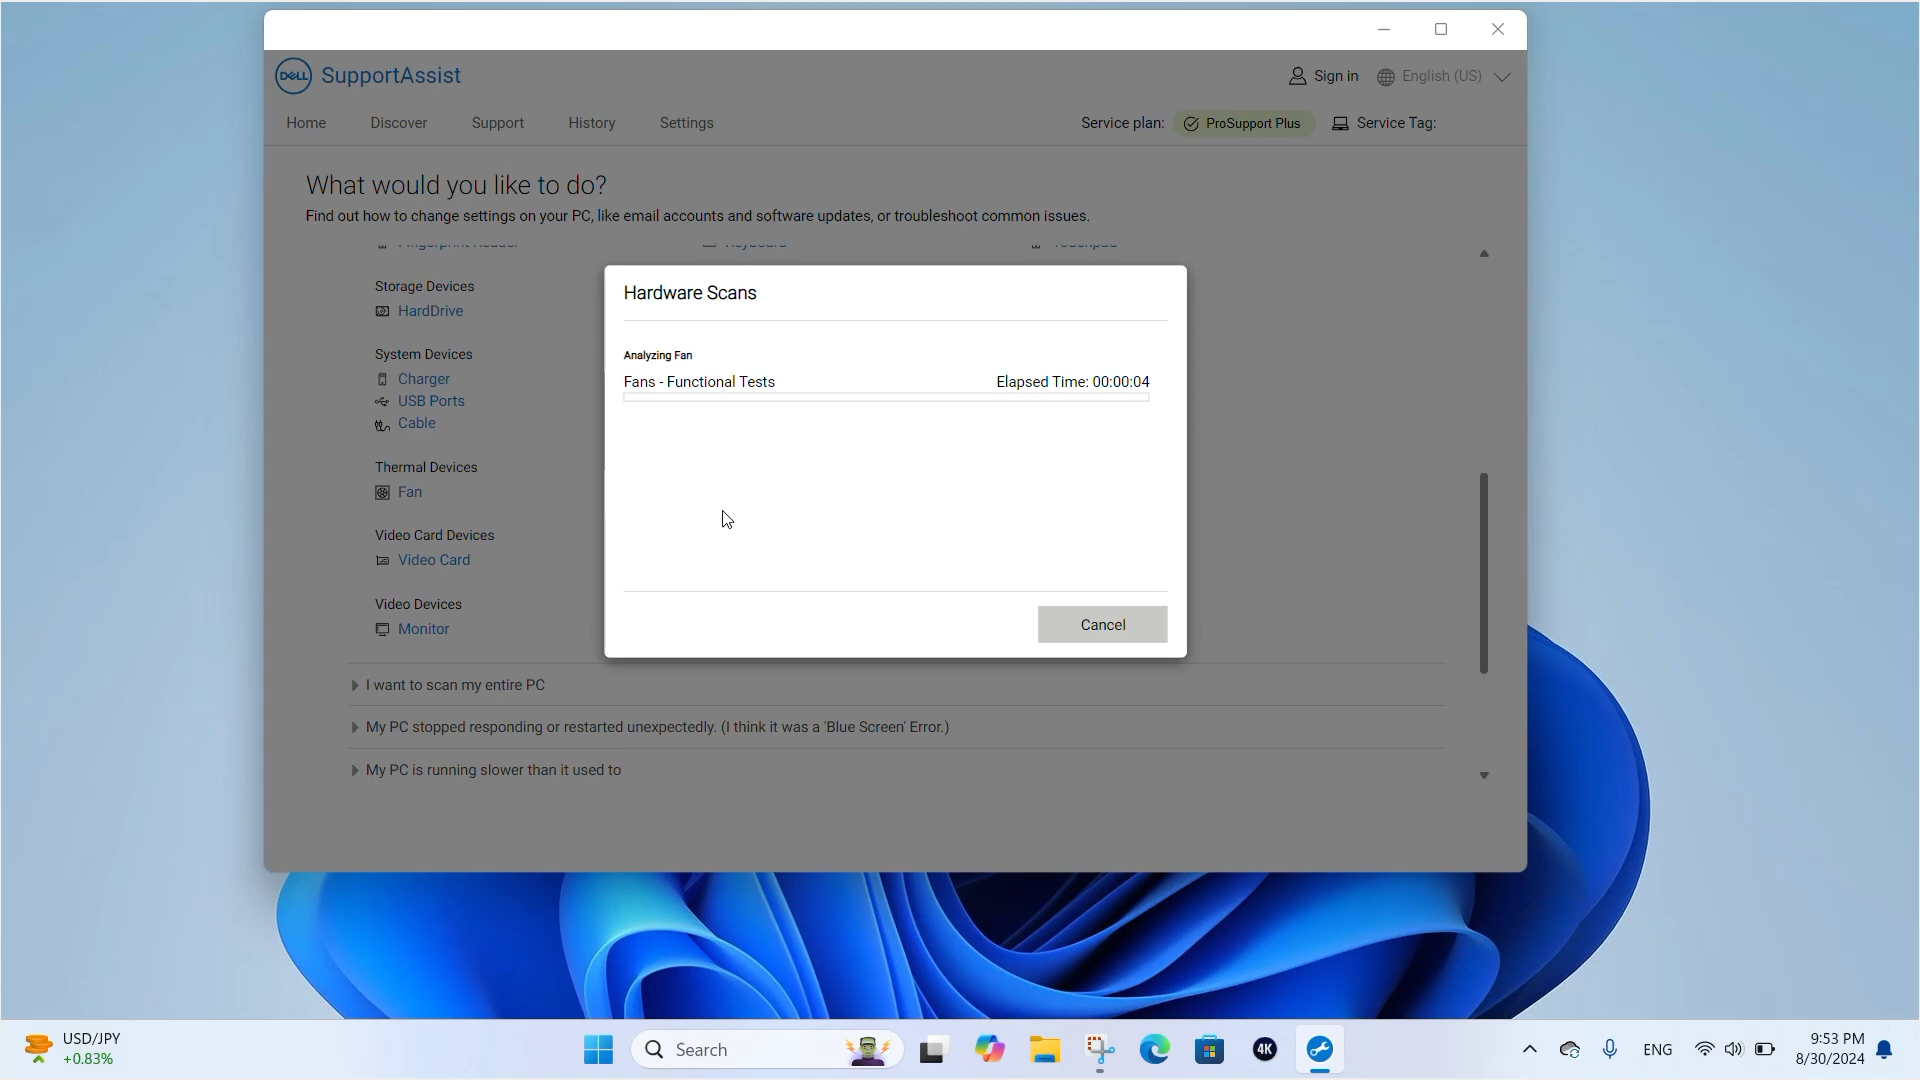 DELL SupportAssist
Sign in English (US)
Home Discover Support History Settings
Service plan: ProSupport Plus Service Tag:
What would you like to do?
Find out how to change settings on your PC, like email accounts and software updates, or troubleshoot common issues.
Fingerprint Reader Keyboard Touchpad
Storage Devices
HardDrive
System Devices
Charger
USB Ports
Cable
Thermal Devices
Fan
Video Card Devices
Video Card
Video Devices
Monitor
Hardware Scans
Analyzing Fan
Fans - Functional Tests Elapsed Time: 00:00:04
Cancel
I want to scan my entire PC
My PC stopped responding or restarted unexpectedly. (I think it was a 'Blue Screen' Error.)
My PC is running slower than it used to
USD/JPY
+0.83%
Search
4K
ENG
9:53 PM
8/30/2024